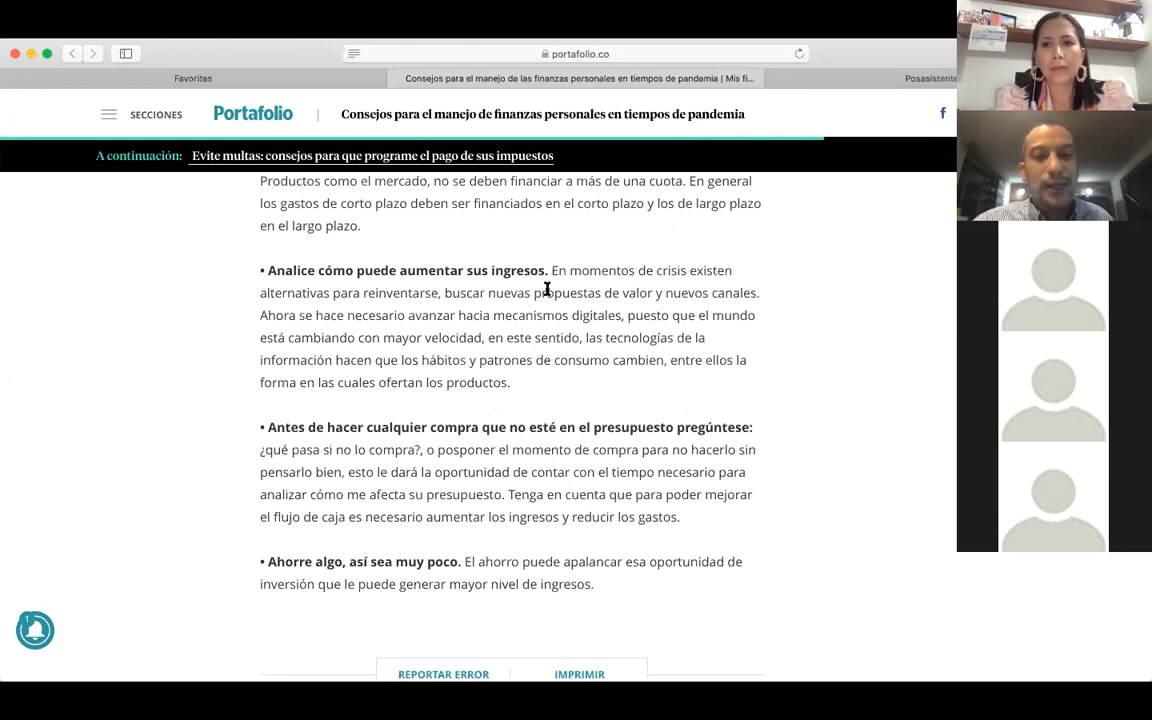 portafolio.co
Favorites
Consejos para el manejo de las finanzas personales en tiempos de pandemia | Mis fi...
Posasistente
SECCIONES
Portafolio
Consejos para el manejo de finanzas personales en tiempos de pandemia
f
A continuación: Evite multas: consejos para que programe el pago de sus impuestos
Productos como el mercado, no se deben financiar a más de una cuota. En general
los gastos de corto plazo deben ser financiados en el corto plazo y los de largo plazo
en el largo plazo.
• Analice cómo puede aumentar sus ingresos. En momentos de crisis existen
alternativas para reinventarse, buscar nuevas propuestas de valor y nuevos canales.
Ahora se hace necesario avanzar hacia mecanismos digitales, puesto que el mundo
está cambiando con mayor velocidad, en este sentido, las tecnologías de la
información hacen que los hábitos y patrones de consumo cambien, entre ellos la
forma en las cuales ofertan los productos.
• Antes de hacer cualquier compra que no esté en el presupuesto pregúntese:
¿qué pasa si no lo compra?, o posponer el momento de compra para no hacerlo sin
pensarlo bien, esto le dará la oportunidad de contar con el tiempo necesario para
analizar cómo me afecta su presupuesto. Tenga en cuenta que para poder mejorar
el flujo de caja es necesario aumentar los ingresos y reducir los gastos.
• Ahorre algo, así sea muy poco. El ahorro puede apalancar esa oportunidad de
inversión que le puede generar mayor nivel de ingresos.
1
REPORTAR ERROR
IMPRIMIR